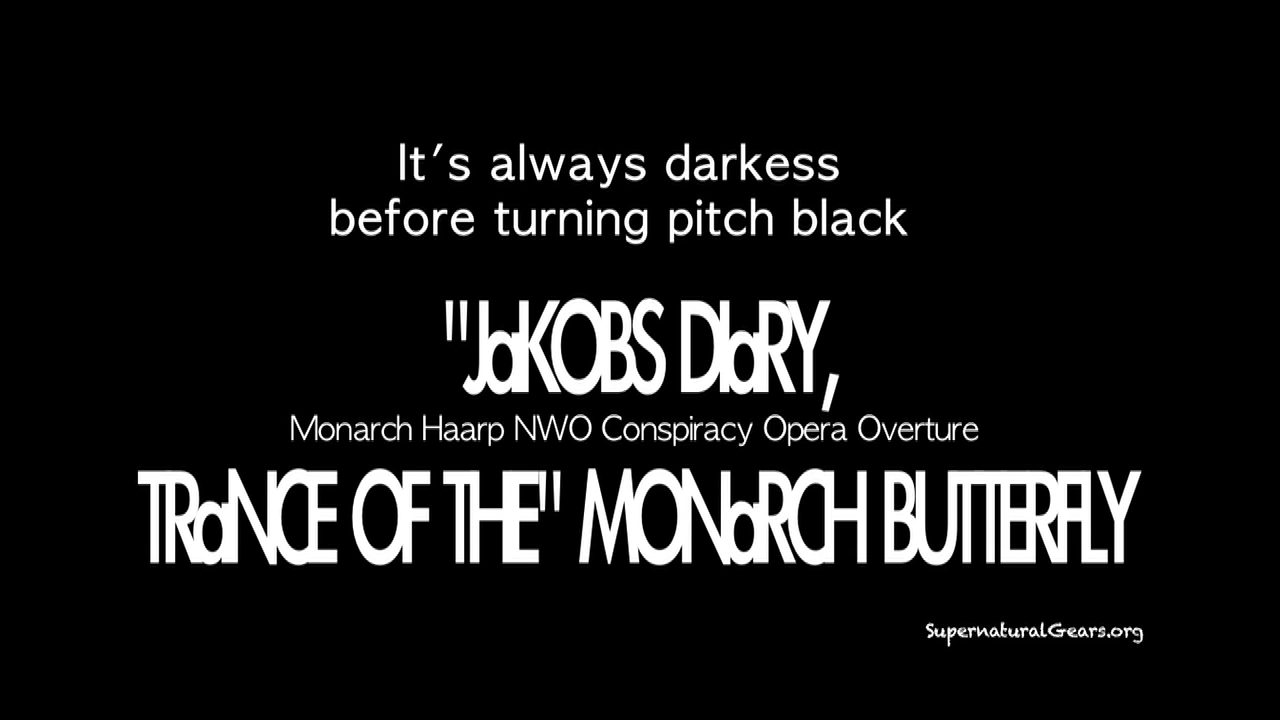 It's always darkess
before turning pitch black
"JaKOBS DIaRY,
Monarch Haarp NWO Conspiracy Opera Overture
TRaNCE OF THE" MONaRCH BUTTERFLY
SupernaturalGears.org